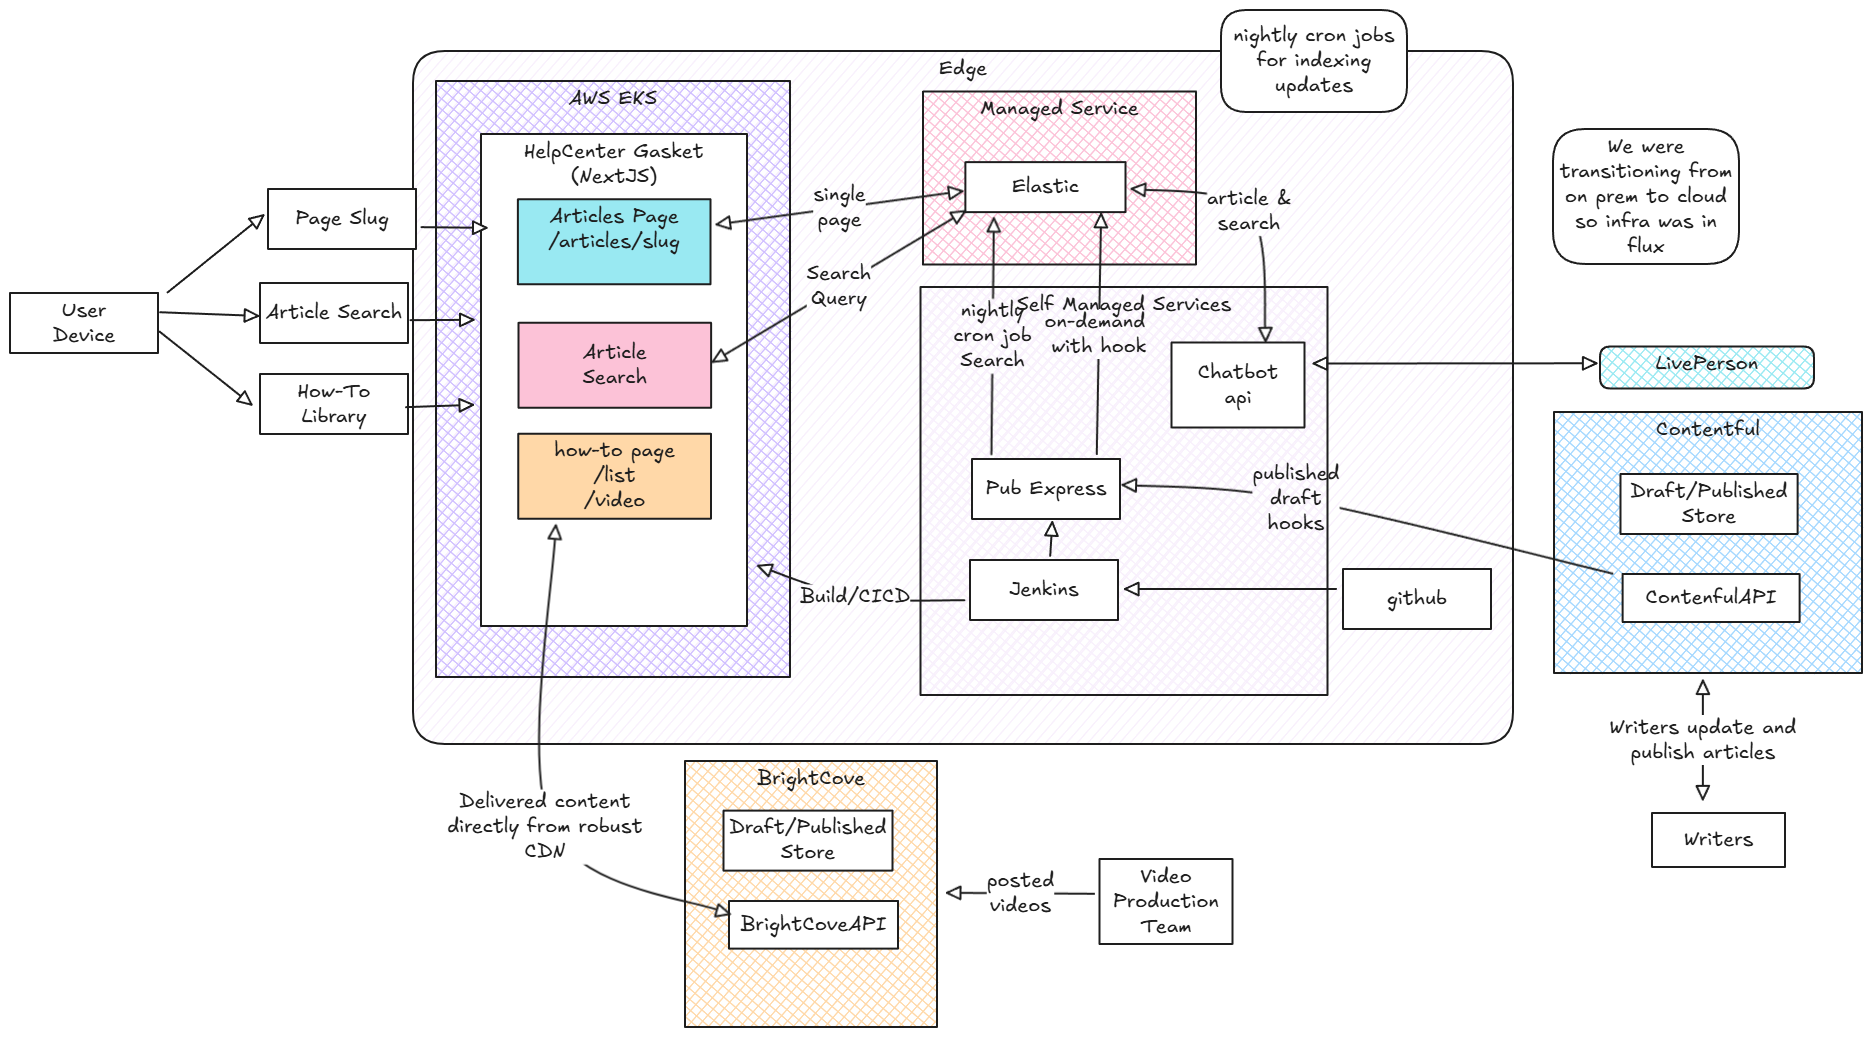 nightly cron jobs
for indexing
updates
Edge
AWS EKS
Managed Service
We were
transitioning from
on prem to cloud
so infra was in
flux
HelpCenter Gasket
(NextJS)
Page Slug
Articles Page
/articles/slug
single
page
Elastic
article &
search
User
Device
Article Search
Search
Query
Self Managed Services
nightly
cron job
Search
on-demand
with hook
Article
Search
Chatbot
api
LivePerson
How-To
Library
how-to page
/list
/video
Contentful
Draft/Published
Store
Pub Express
published
draft
hooks
Build/CICD
Jenkins
github
ContenfulAPI
Writers update and
publish articles
Writers
Delivered content
directly from robust
CDN
BrightCove
Draft/Published
Store
BrightCoveAPI
posted
videos
Video
Production
Team